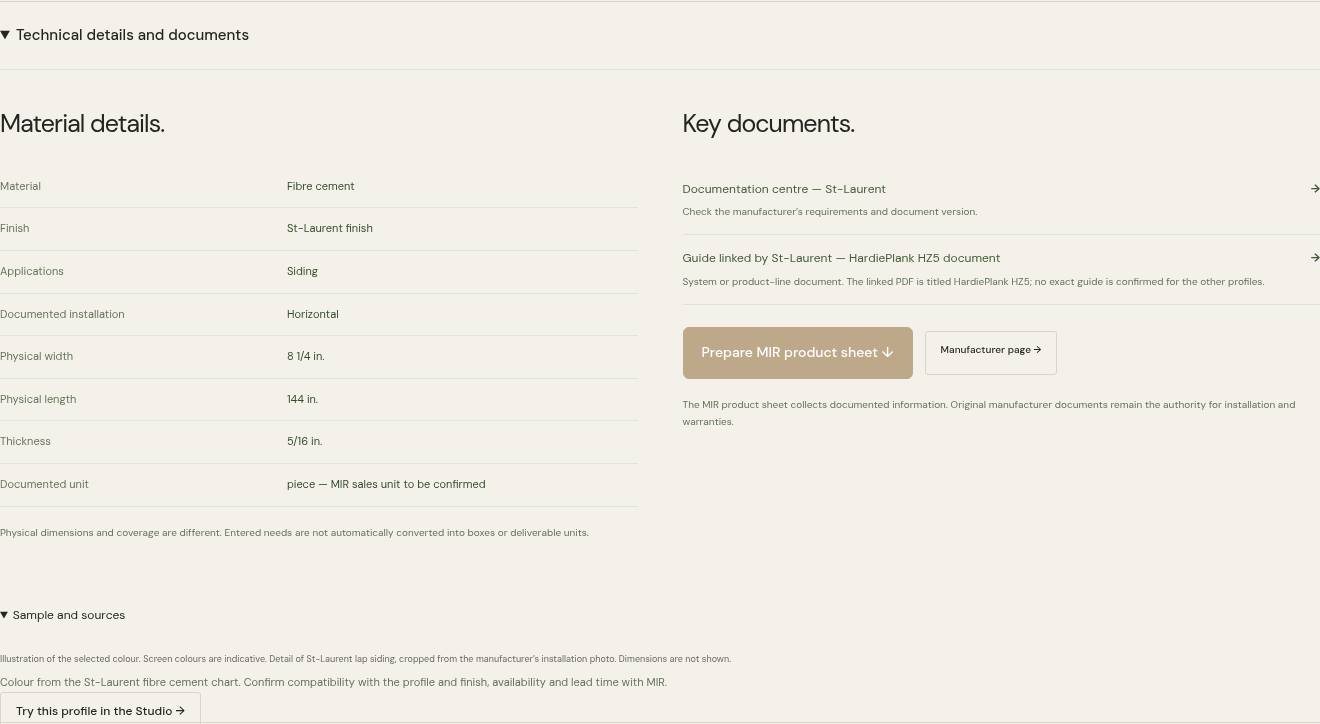 ▼ Technical details and documents
Material details.
Material Fibre cement
Finish St-Laurent finish
Applications Siding
Documented installation Horizontal
Physical width 8 1/4 in.
Physical length 144 in.
Thickness 5/16 in.
Documented unit piece — MIR sales unit to be confirmed
Physical dimensions and coverage are different. Entered needs are not automatically converted into boxes or deliverable units.
Key documents.
Documentation centre — St-Laurent →
Check the manufacturer's requirements and document version.
Guide linked by St-Laurent — HardiePlank HZ5 document →
System or product-line document. The linked PDF is titled HardiePlank HZ5; no exact guide is confirmed for the other profiles.
Prepare MIR product sheet ↓
Manufacturer page →
The MIR product sheet collects documented information. Original manufacturer documents remain the authority for installation and
warranties.
▼ Sample and sources
Illustration of the selected colour. Screen colours are indicative. Detail of St-Laurent lap siding, cropped from the manufacturer's installation photo. Dimensions are not shown.
Colour from the St-Laurent fibre cement chart. Confirm compatibility with the profile and finish, availability and lead time with MIR.
Try this profile in the Studio →